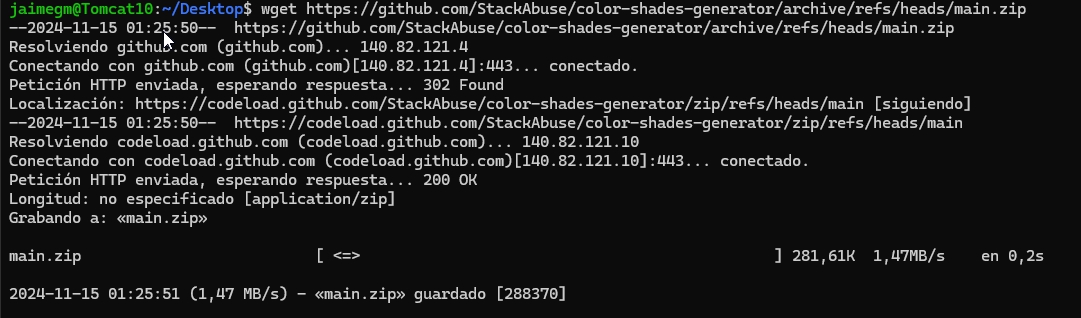 jaimegm@Tomcat10:~/Desktop$ wget https://github.com/StackAbuse/color-shades-generator/archive/refs/heads/main.zip
--2024-11-15 01:25:50--  https://github.com/StackAbuse/color-shades-generator/archive/refs/heads/main.zip
Resolviendo github.com (github.com)... 140.82.121.4
Conectando con github.com (github.com)[140.82.121.4]:443... conectado.
Petición HTTP enviada, esperando respuesta... 302 Found
Localización: https://codeload.github.com/StackAbuse/color-shades-generator/zip/refs/heads/main [siguiendo]
--2024-11-15 01:25:50--  https://codeload.github.com/StackAbuse/color-shades-generator/zip/refs/heads/main
Resolviendo codeload.github.com (codeload.github.com)... 140.82.121.10
Conectando con codeload.github.com (codeload.github.com)[140.82.121.10]:443... conectado.
Petición HTTP enviada, esperando respuesta... 200 OK
Longitud: no especificado [application/zip]
Grabando a: «main.zip»
main.zip                          [ <=>                                              ] 281,61K  1,47MB/s    en 0,2s
2024-11-15 01:25:51 (1,47 MB/s) - «main.zip» guardado [288370]